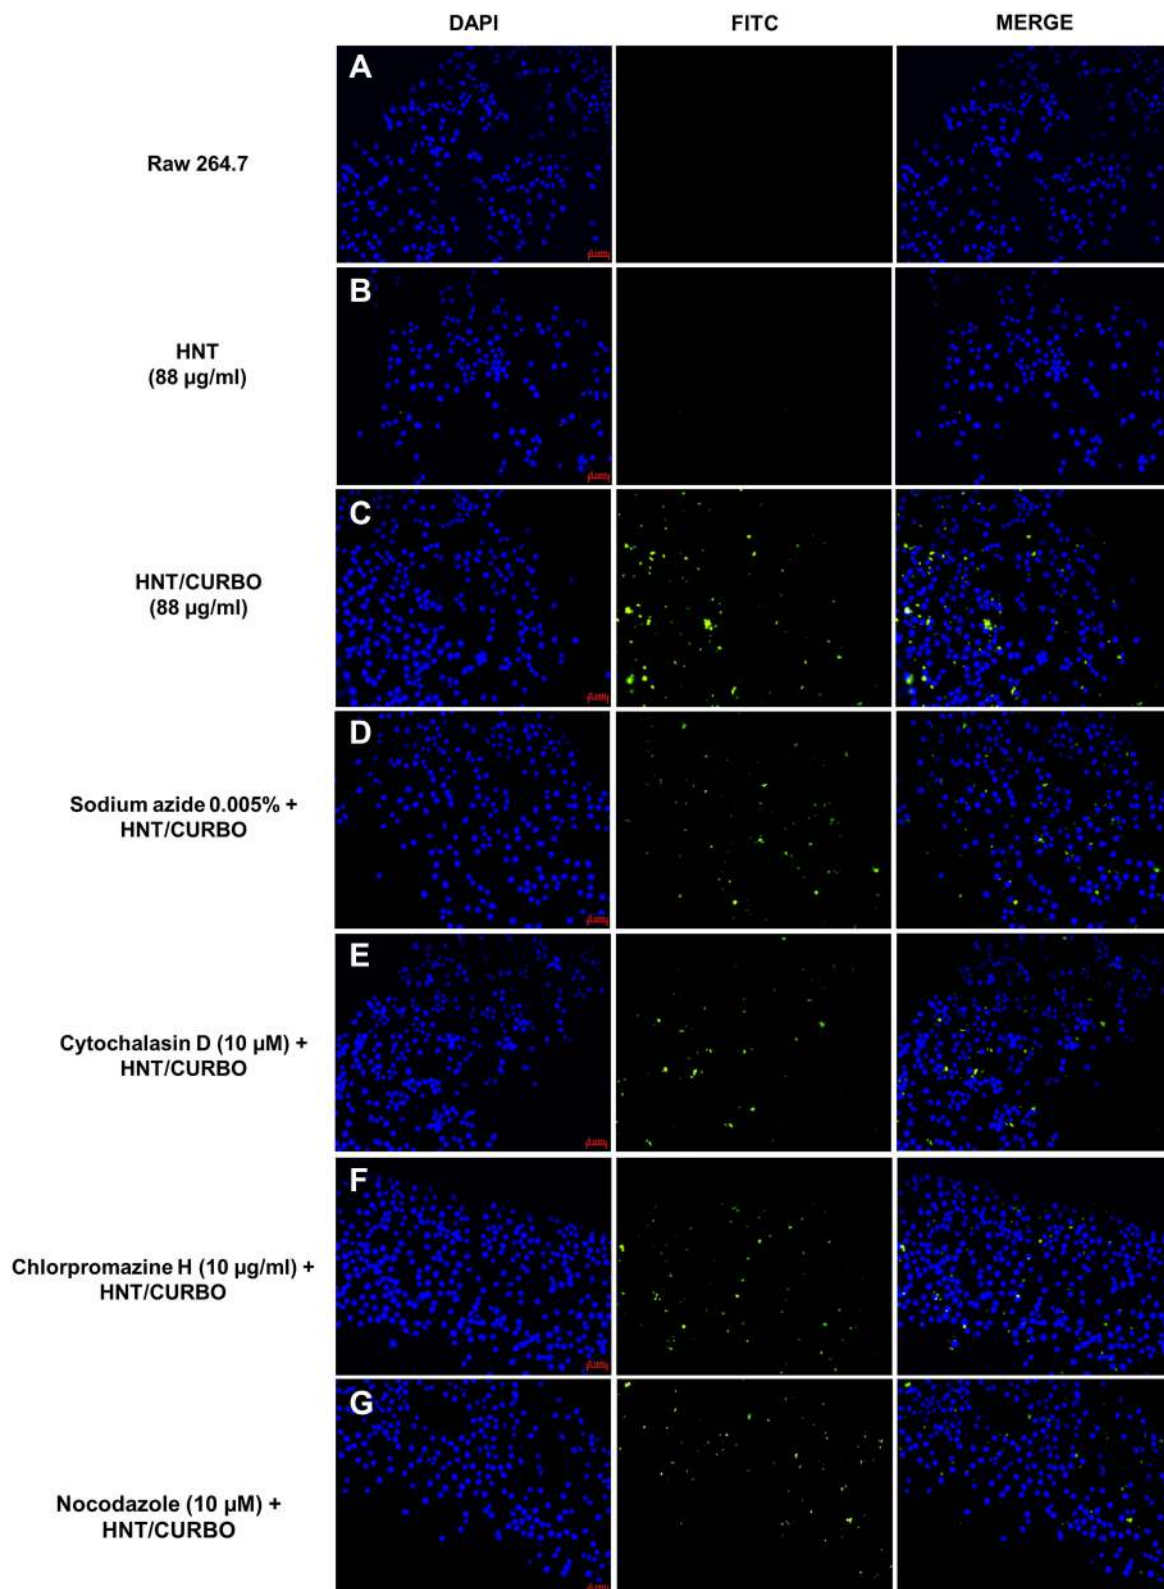 DAPI FITC MERGE
A
Raw 264.7
B
HNT
(88 µg/ml)
C
HNT/CURBO
(88 µg/ml)
D
Sodium azide 0.005% +
HNT/CURBO
E
Cytochalasin D (10 µM) +
HNT/CURBO
F
Chlorpromazine H (10 µg/ml) +
HNT/CURBO
G
Nocodazole (10 µM) +
HNT/CURBO